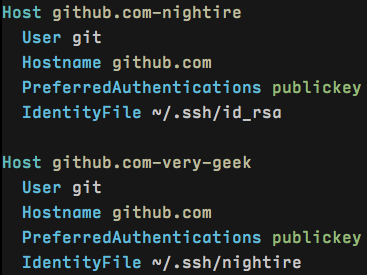 Host github.com-nightire
User git
Hostname github.com
PreferredAuthentications publickey
IdentityFile ~/.ssh/id_rsa
Host github.com-very-geek
User git
Hostname github.com
PreferredAuthentications publickey
IdentityFile ~/.ssh/nightire